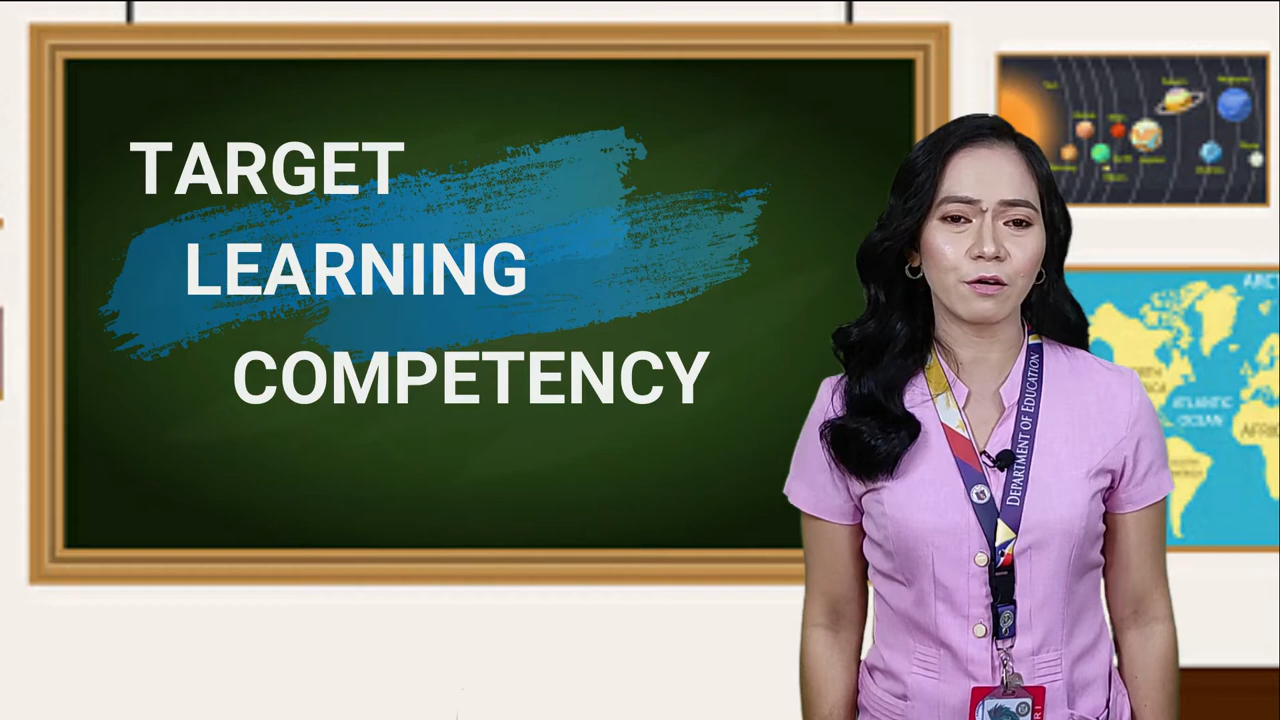 TARGET
LEARNING
COMPETENCY
DEPARTMENT OF EDUCATION
ATLANTIC
OCEAN